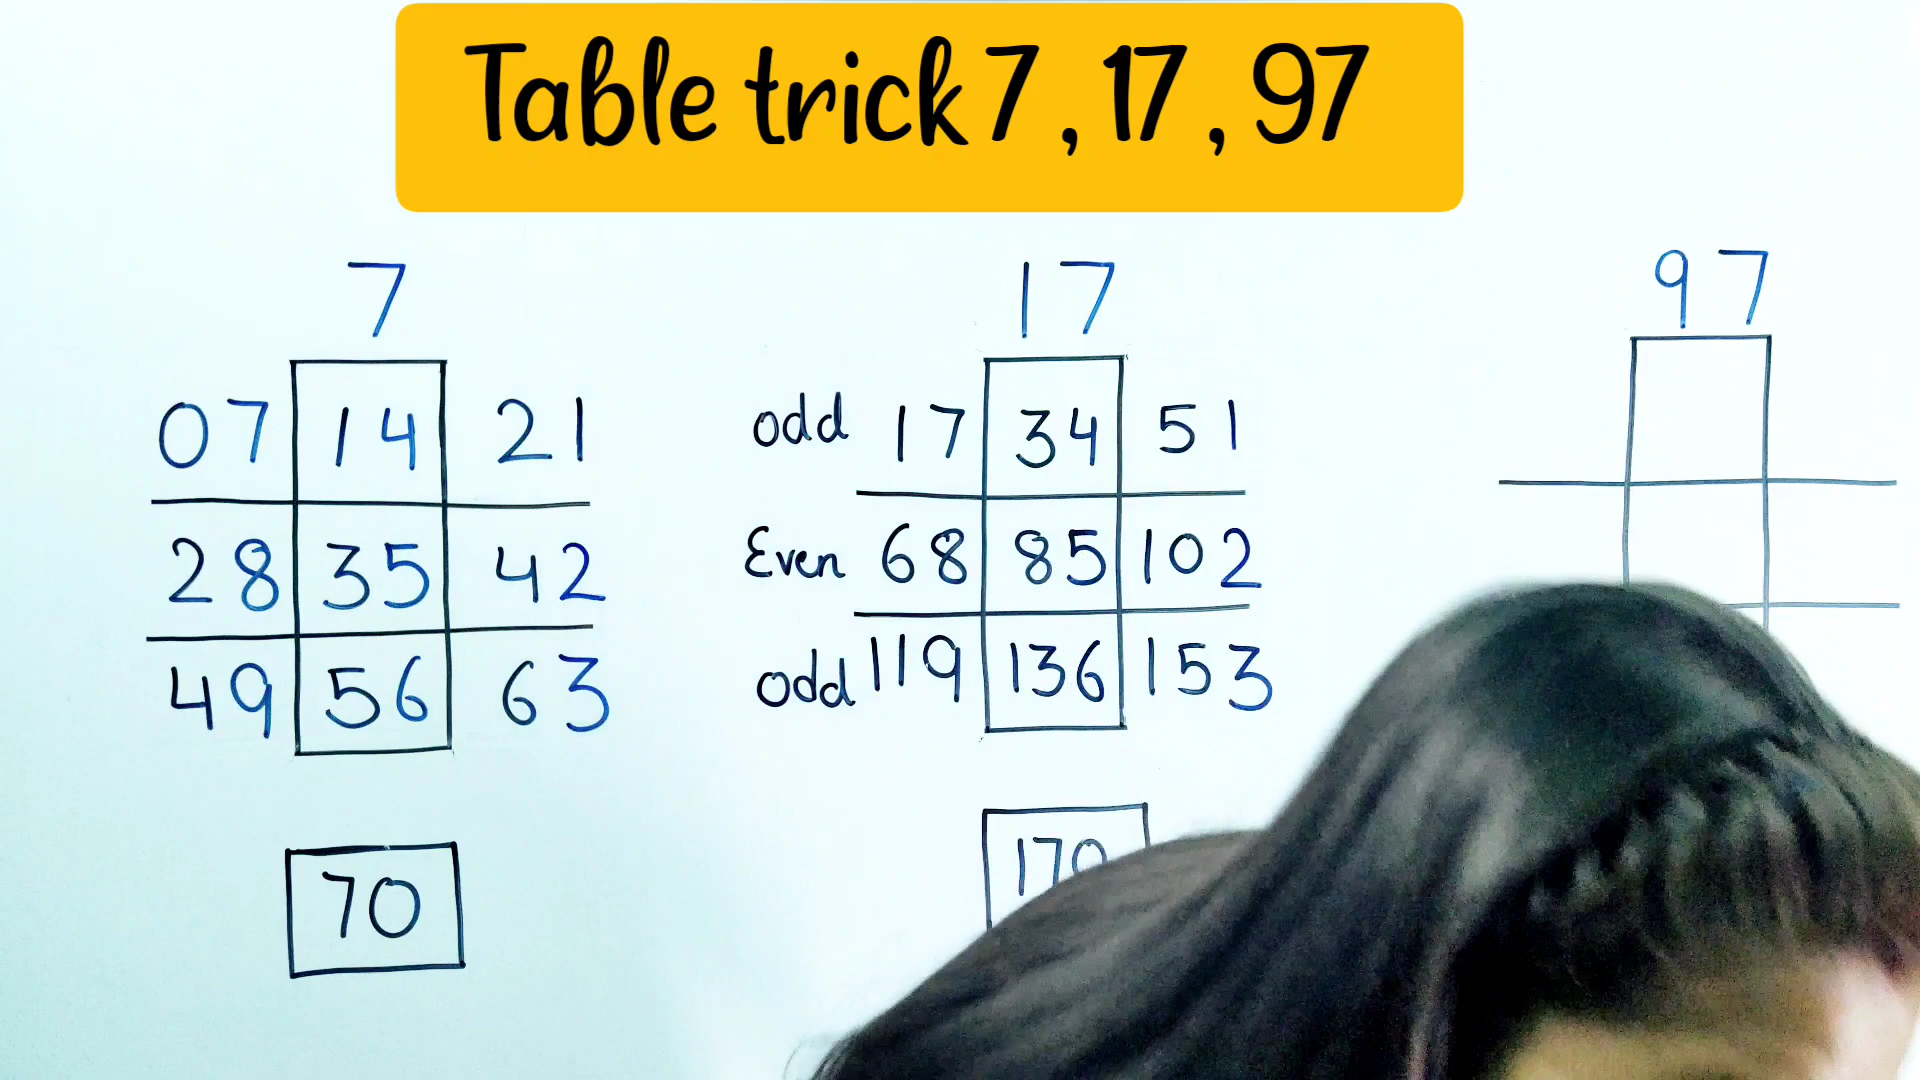 Table trick 7, 17, 97
7
07 14 21
28 35 42
49 56 63
70
17
odd 17 34 51
Even 68 85 102
odd 119 136 153
170
97